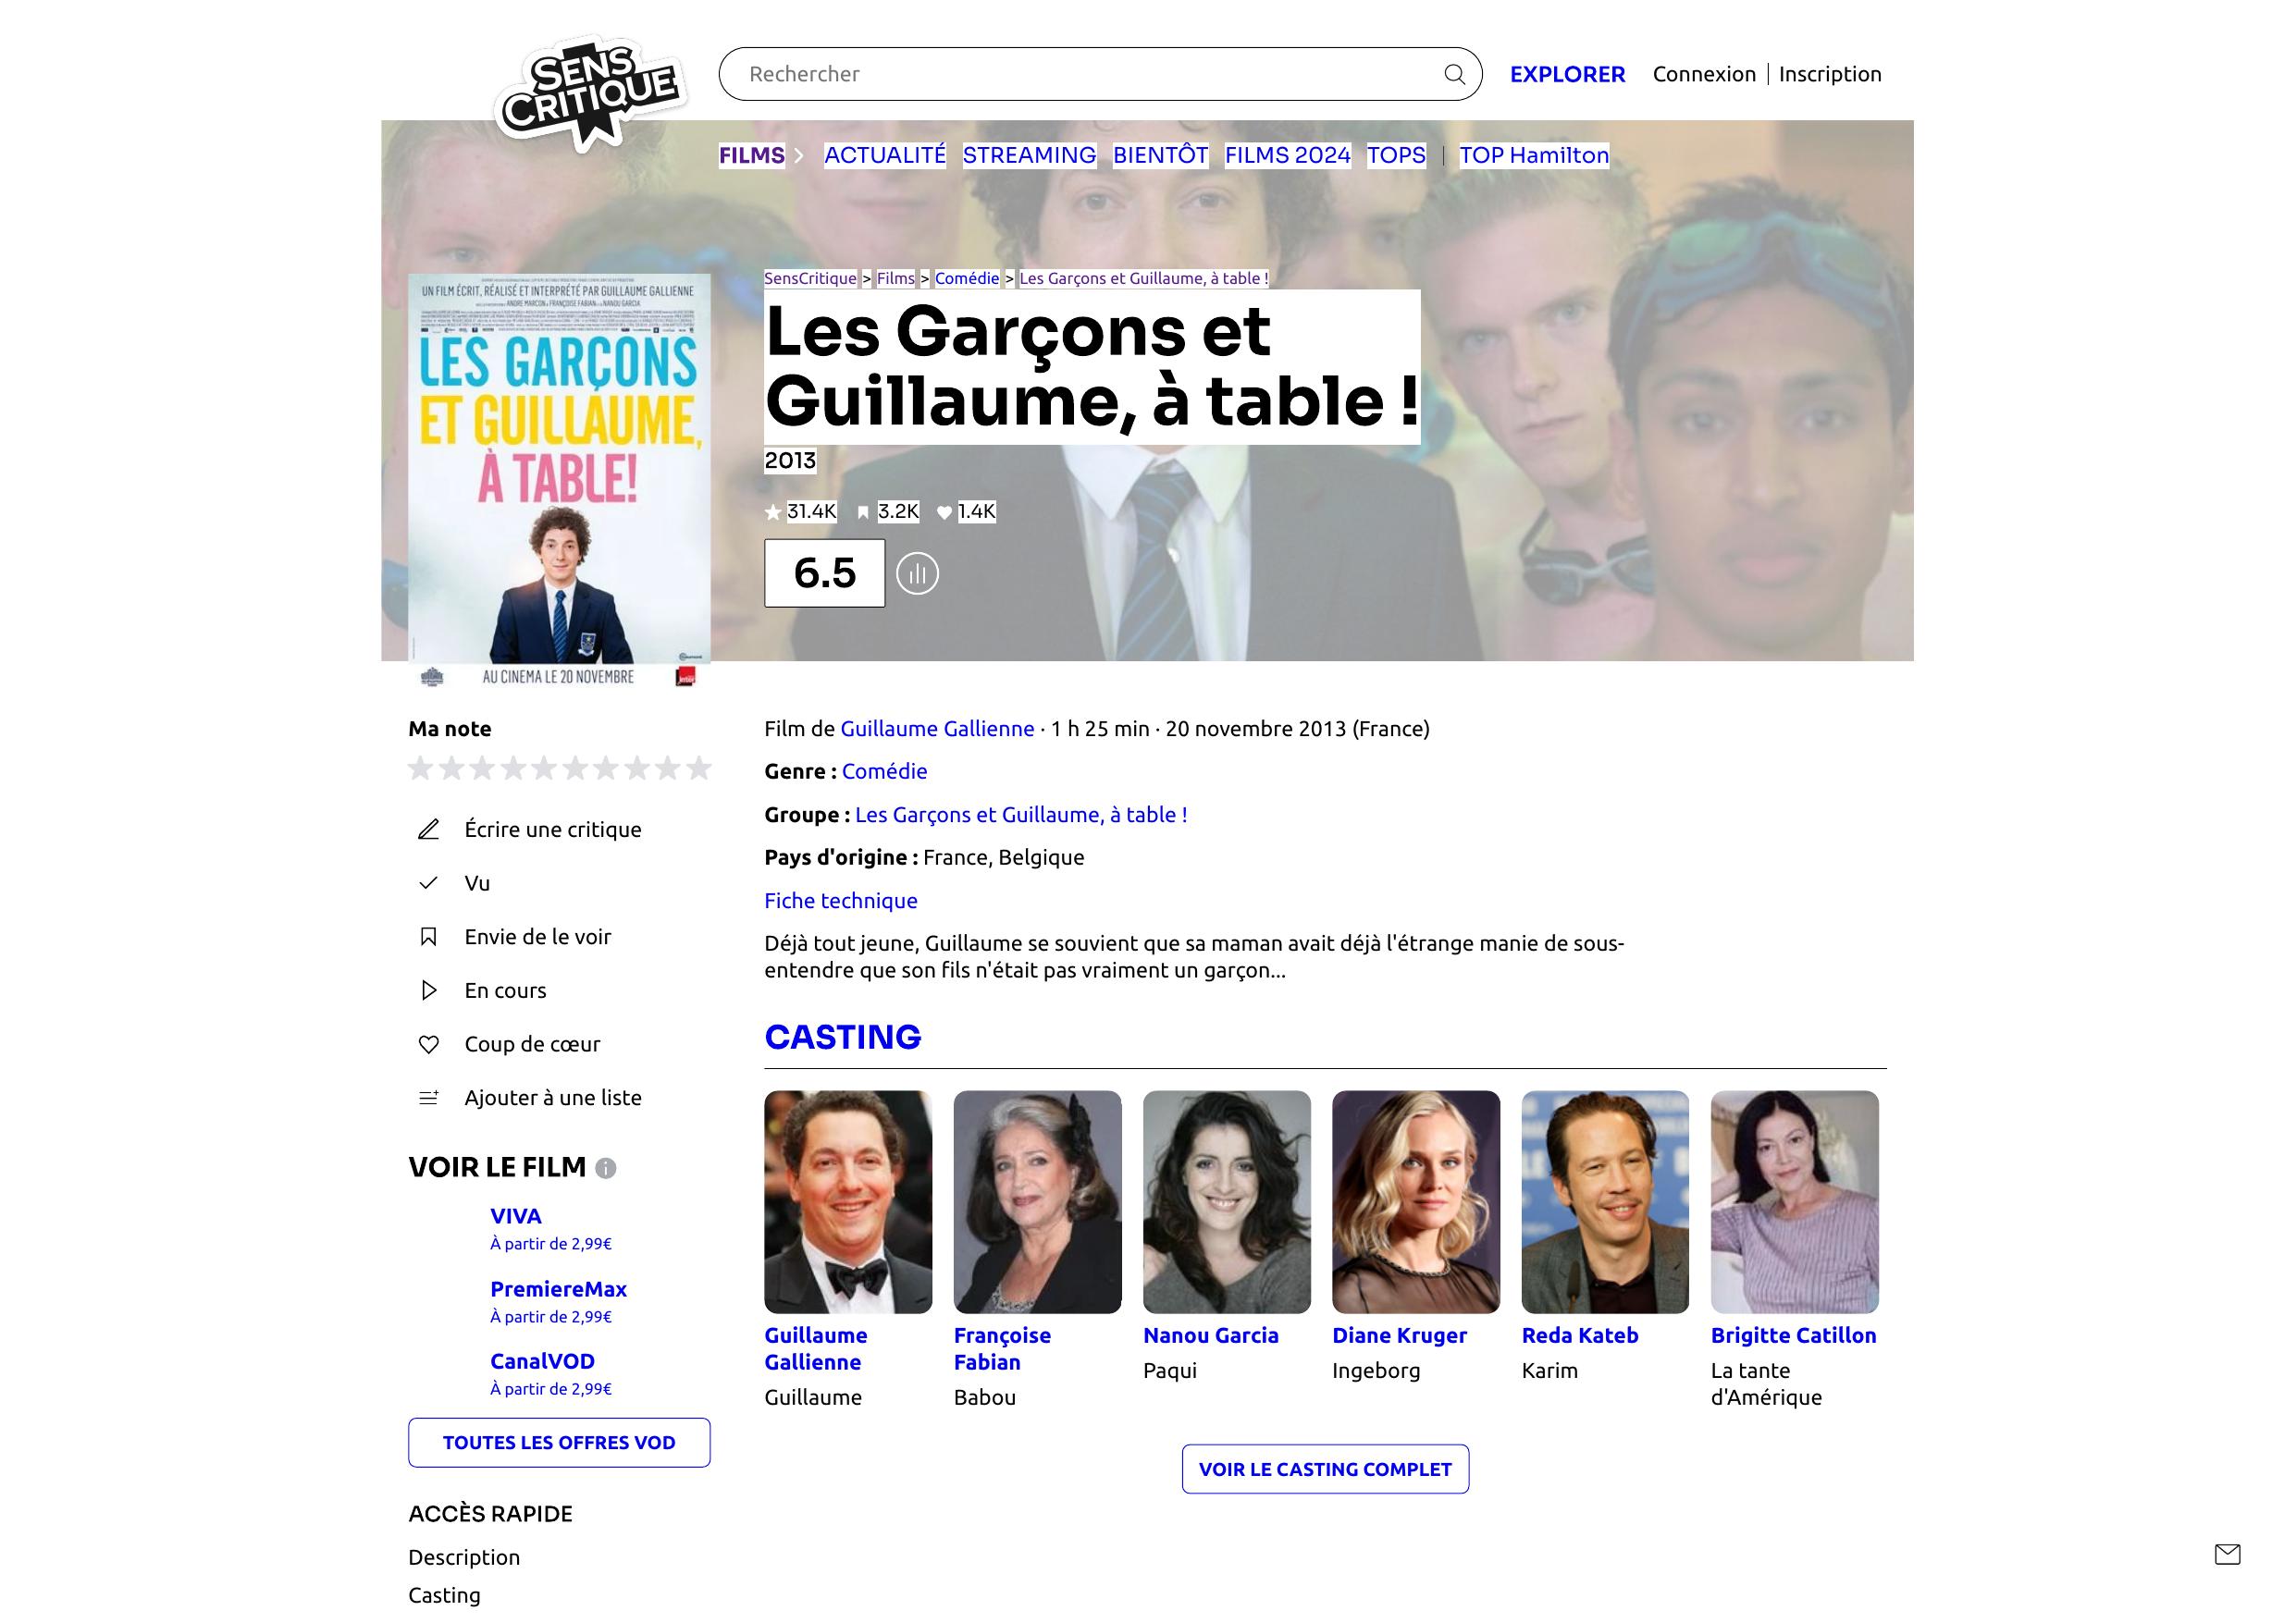 SENS
CRITIQUE
Rechercher
EXPLORER
Connexion
Inscription
FILMS
ACTUALITÉ
STREAMING
BIENTÔT
FILMS 2024
TOPS
TOP Hamilton
UN FILM ÉCRIT, RÉALISÉ ET INTERPRÉTÉ PAR GUILLAUME GALLIENNE
ANDRÉ MARCON FRANÇOISE FABIAN NANOU GARCIA
LES GARÇONS
ET GUILLAUME,
À TABLE!
AU CINEMA LE 20 NOVEMBRE
SensCritique > Films > Comédie > Les Garçons et Guillaume, à table !
Les Garçons et
Guillaume, à table !
2013
31.4K 3.2K 1.4K
6.5
Ma note
Écrire une critique
Vu
Envie de le voir
En cours
Coup de cœur
Ajouter à une liste
VOIR LE FILM
VIVA
À partir de 2,99€
PremiereMax
À partir de 2,99€
CanalVOD
À partir de 2,99€
TOUTES LES OFFRES VOD
ACCÈS RAPIDE
Description
Casting
Film de Guillaume Gallienne · 1 h 25 min · 20 novembre 2013 (France)
Genre : Comédie
Groupe : Les Garçons et Guillaume, à table !
Pays d'origine : France, Belgique
Fiche technique
Déjà tout jeune, Guillaume se souvient que sa maman avait déjà l'étrange manie de sous-
entendre que son fils n'était pas vraiment un garçon...
CASTING
Guillaume
Gallienne
Guillaume
Françoise
Fabian
Babou
Nanou Garcia
Paqui
Diane Kruger
Ingeborg
Reda Kateb
Karim
Brigitte Catillon
La tante
d'Amérique
VOIR LE CASTING COMPLET